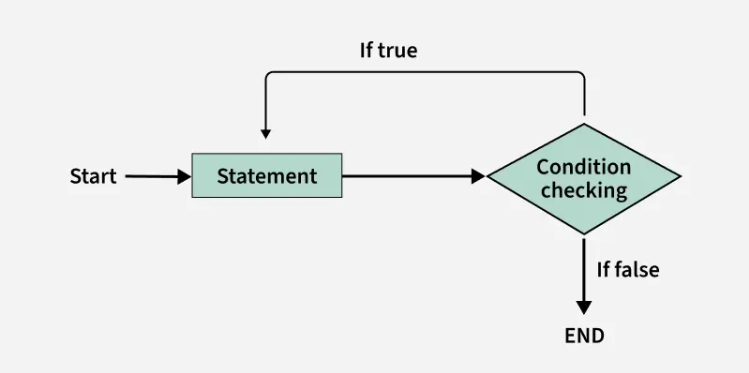 If true
Start
Statement
Condition
checking
If false
END